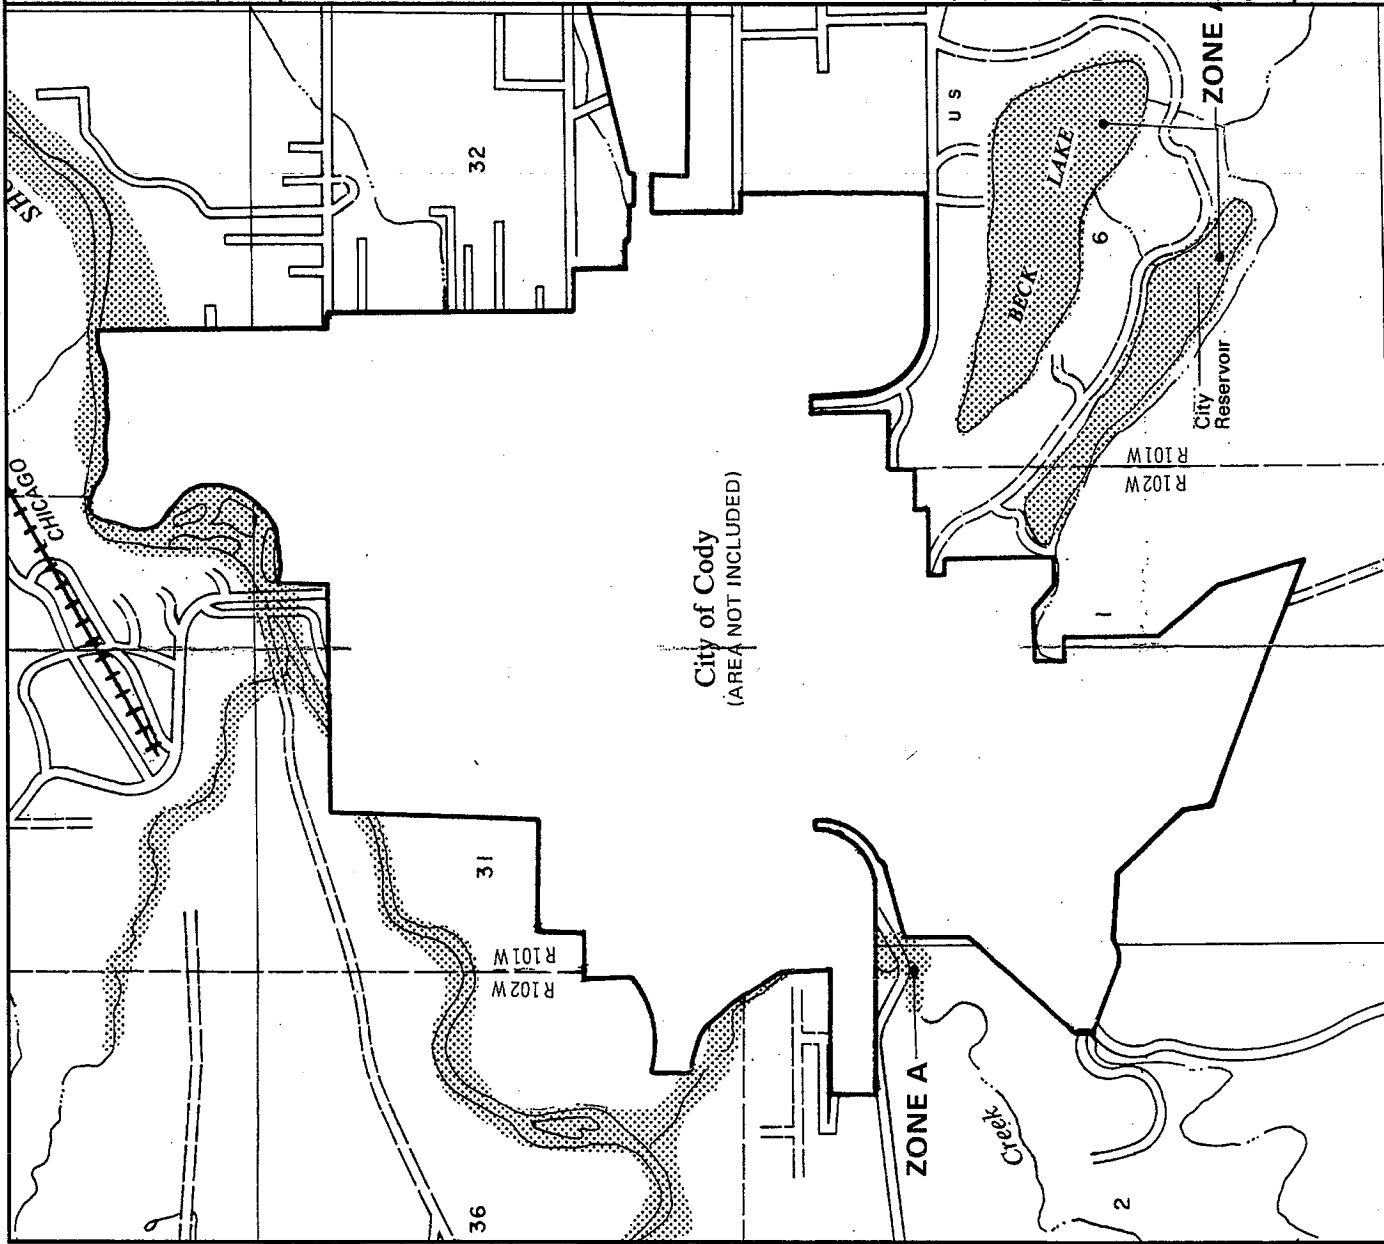 CHICAGO
32
U S
BECK
LAKE
6
ZONE
City
Reservoir
R101W
R102W
City of Cody
(AREA NOT INCLUDED)
1
31
R101W
R102W
ZONE A
Creek
36
2